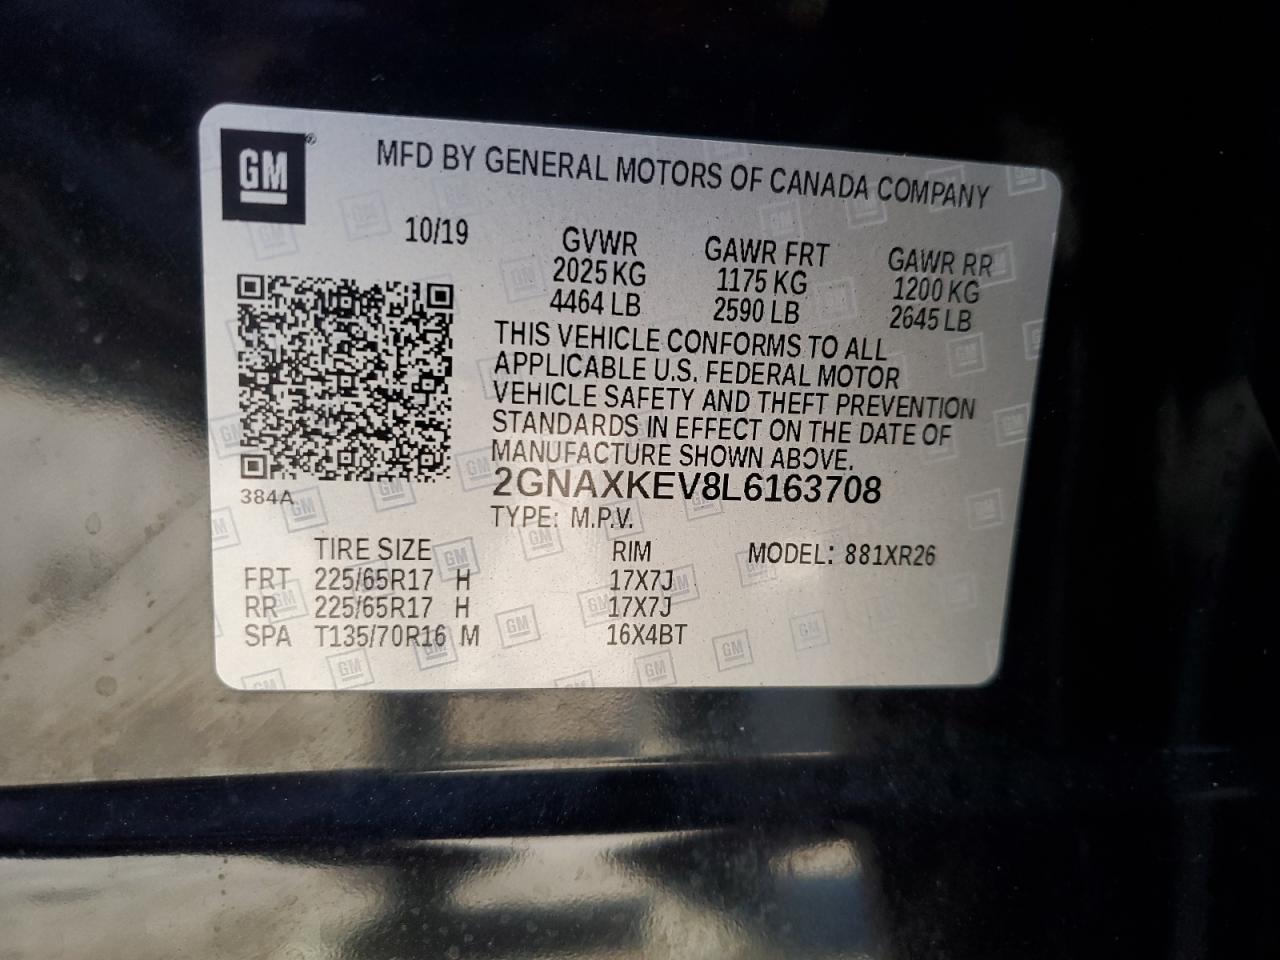 GM ®
MFD BY GENERAL MOTORS OF CANADA COMPANY
10/19
GVWR GAWR FRT GAWR RR
2025 KG 1175 KG 1200 KG
4464 LB 2590 LB 2645 LB
THIS VEHICLE CONFORMS TO ALL
APPLICABLE U.S. FEDERAL MOTOR
VEHICLE SAFETY AND THEFT PREVENTION
STANDARDS IN EFFECT ON THE DATE OF
MANUFACTURE SHOWN ABOVE.
384A
2GNAXKEV8L6163708
TYPE: M.P.V.
TIRE SIZE RIM MODEL: 881XR26
FRT 225/65R17 H 17X7J
RR 225/65R17 H 17X7J
SPA T135/70R16 M 16X4BT